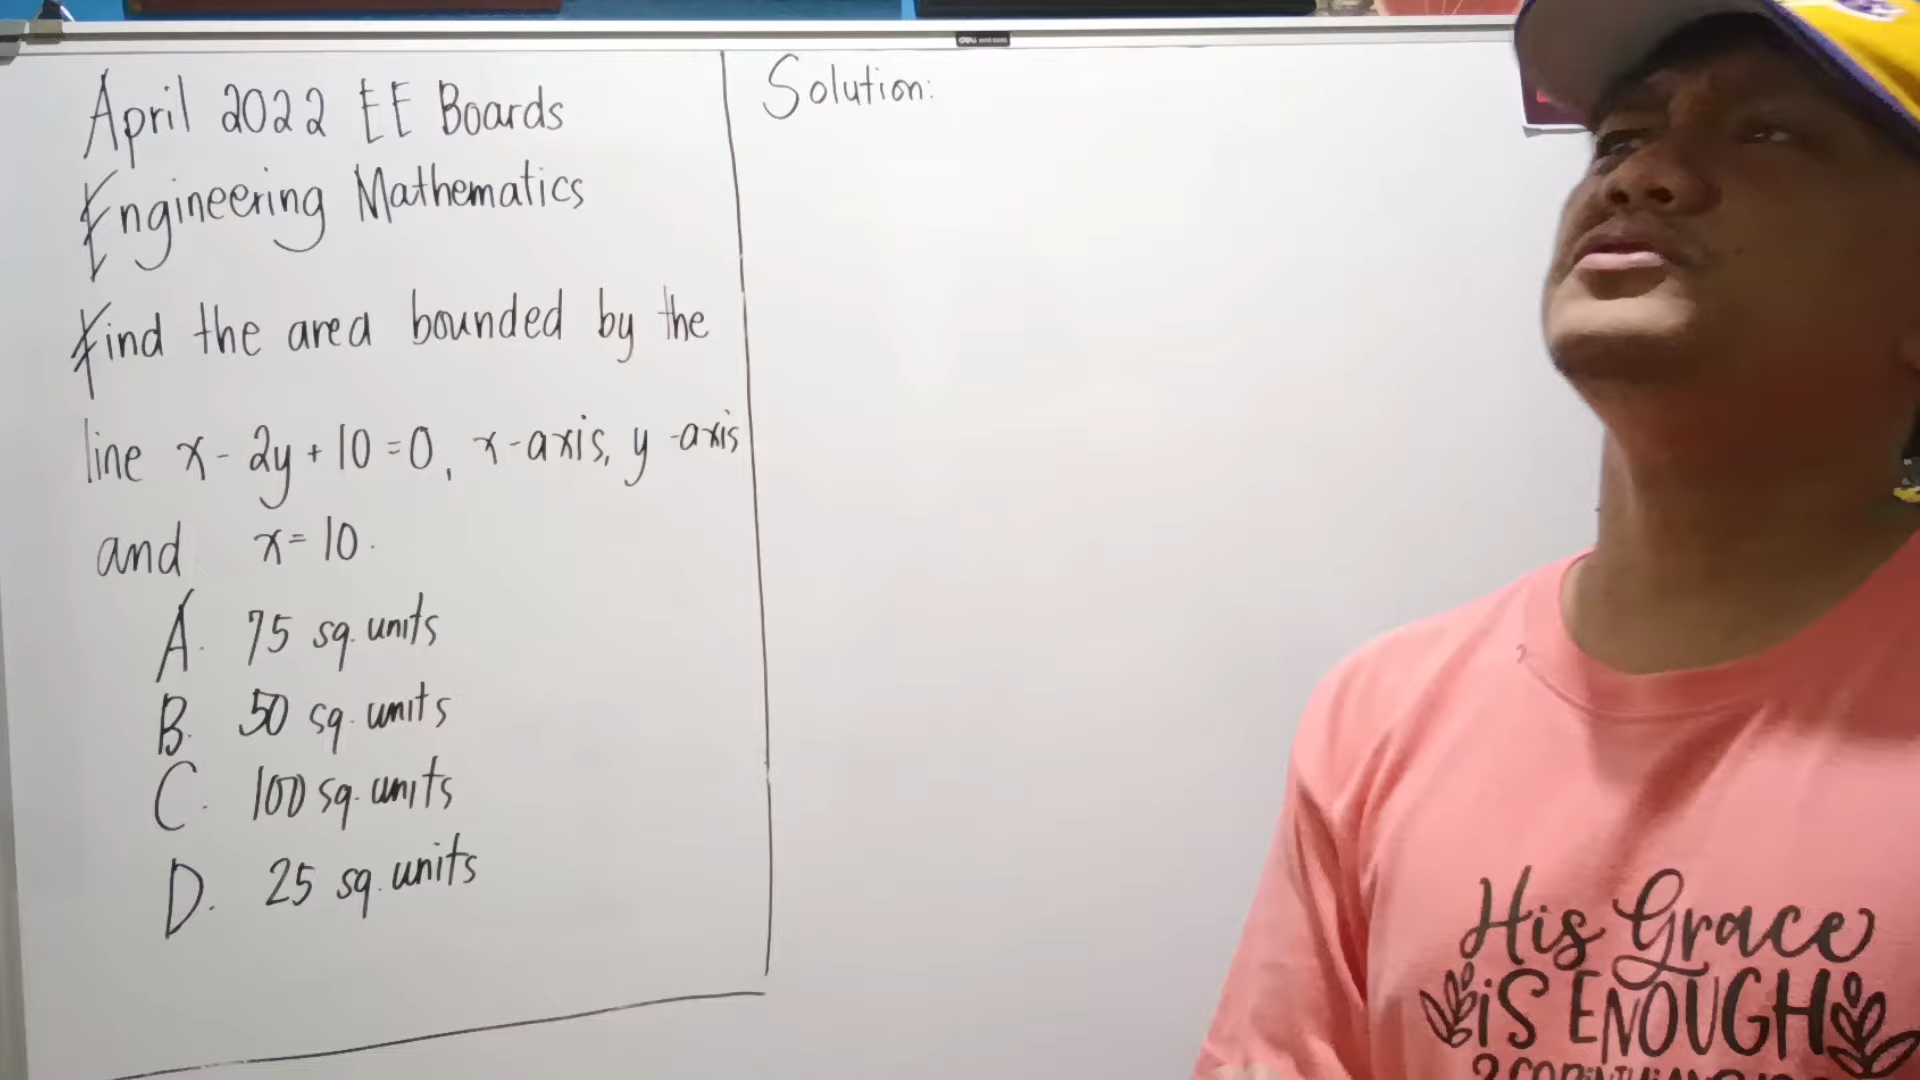 April 2022 EE Boards
Engineering Mathematics
Find the area bounded by the
line x - 2y + 10 = 0, x-axis, y-axis
and x = 10.
A. 75 sq. units
B. 50 sq. units
C. 100 sq. units
D. 25 sq. units
Solution:
His Grace
iS ENOUGH